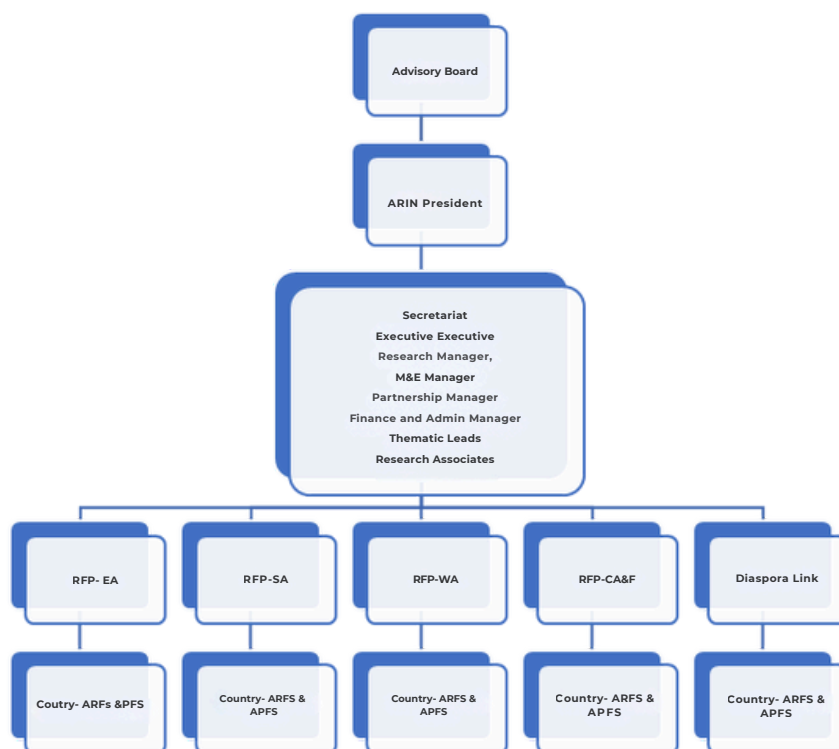 Advisory Board
ARIN President
Secretariat
Executive Executive
Research Manager,
M&E Manager
Partnership Manager
Finance and Admin Manager
Thematic Leads
Research Associates
RFP- EA
RFP-SA
RFP-WA
RFP-CA&F
Diaspora Link
Coutry- ARFs &PFS
Country- ARFS &
APFS
Country- ARFS &
APFS
Country- ARFS &
APFS
Country- ARFS &
APFS